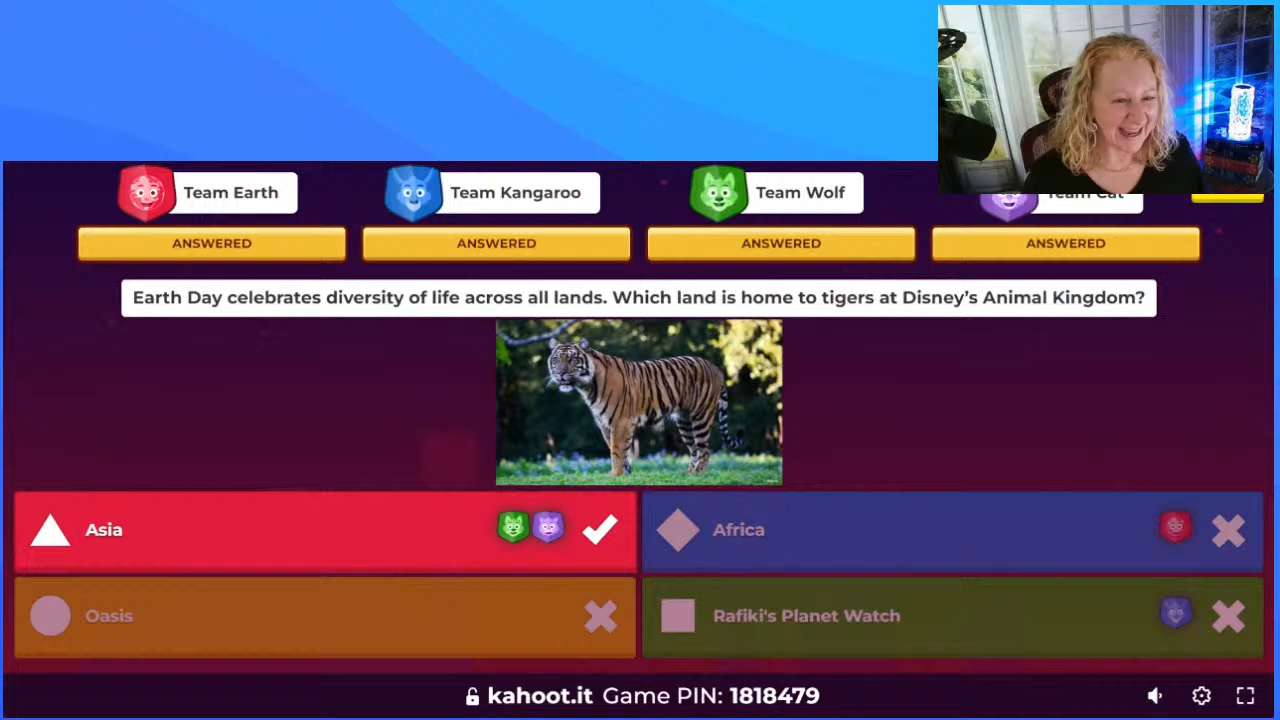 Team Earth
Team Kangaroo
Team Wolf
Team Cat
ANSWERED
ANSWERED
ANSWERED
ANSWERED
Earth Day celebrates diversity of life across all lands. Which land is home to tigers at Disney’s Animal Kingdom?
Asia
Africa
Oasis
Rafiki's Planet Watch
kahoot.it Game PIN: 1818479